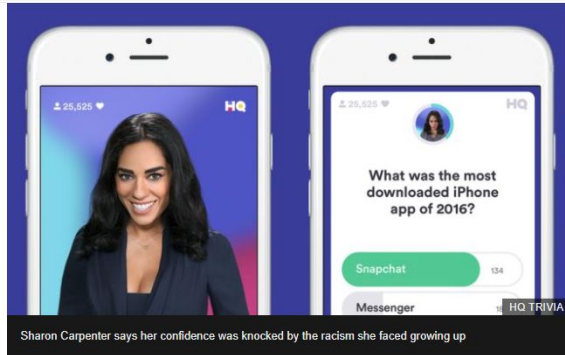 25,525
HQ
25,525
HQ
What was the most
downloaded iPhone
app of 2016?
Snapchat
134
Messenger
HQ TRIVIA
Sharon Carpenter says her confidence was knocked by the racism she faced growing up